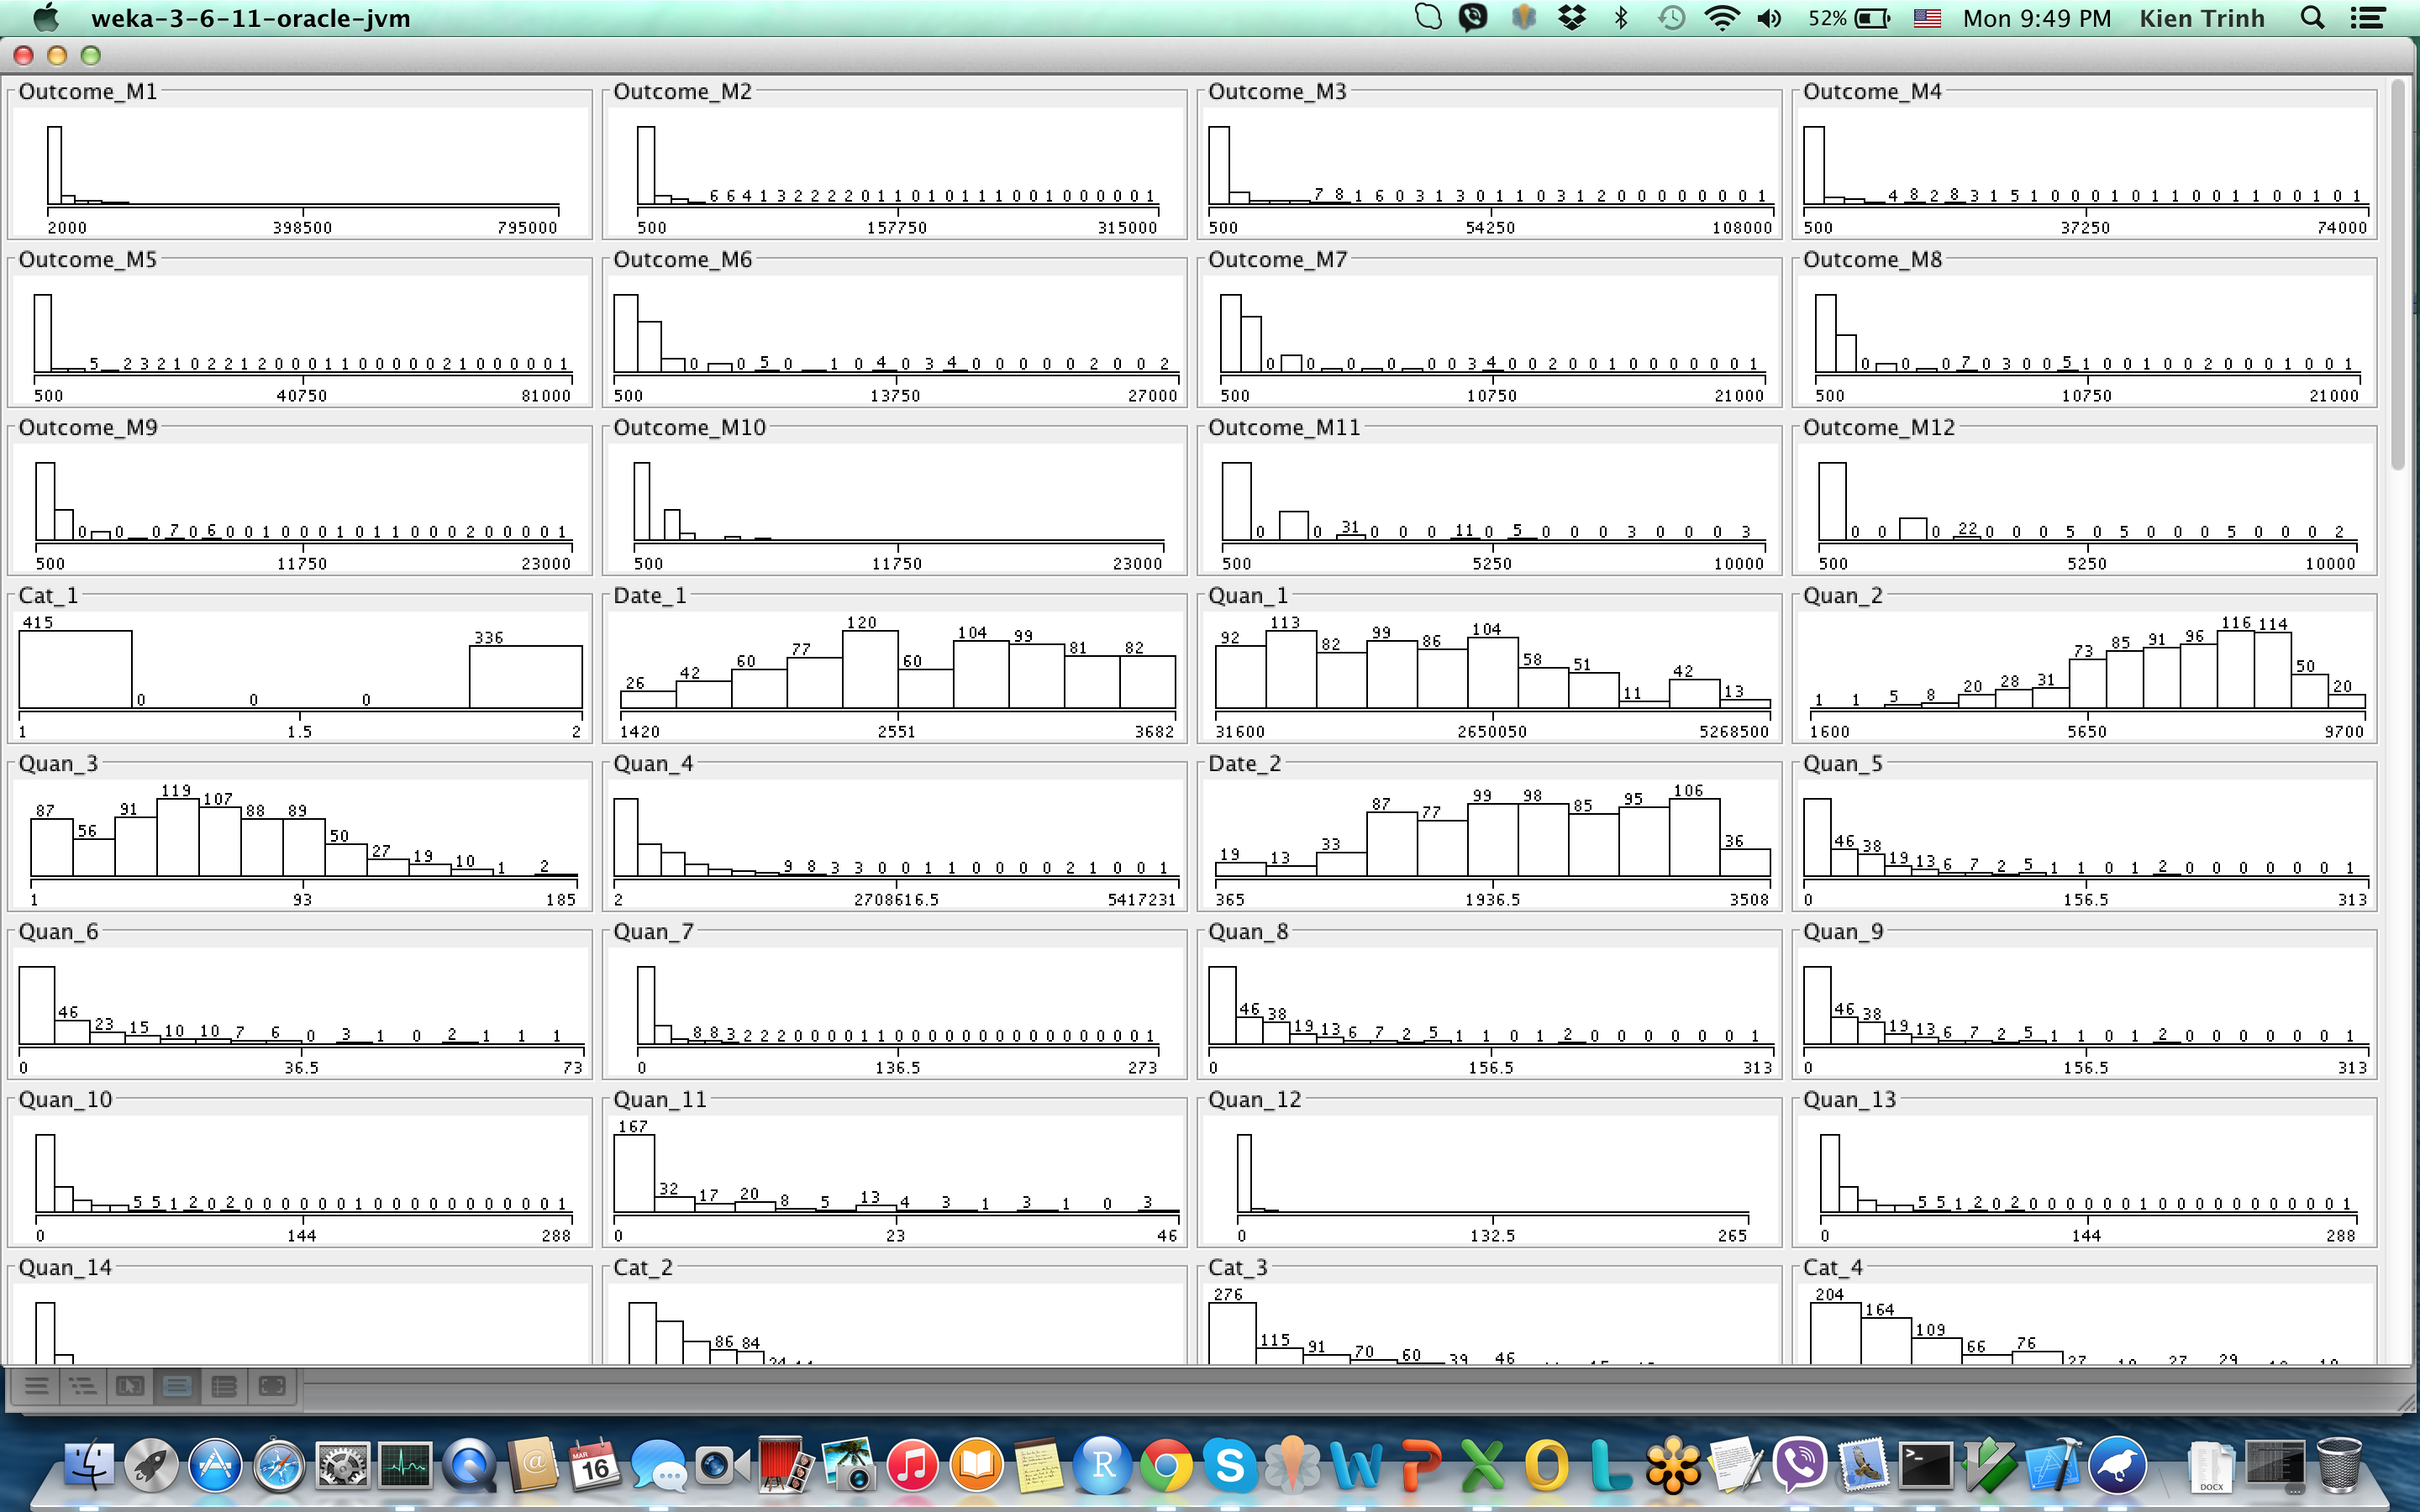 weka-3-6-11-oracle-jvm 52% Mon 9:49 PM Kien Trinh
Outcome_M1 Outcome_M2 Outcome_M3 Outcome_M4
6 6 4 1 3 2 2 2 2 0 1 1 0 1 0 1 1 1 0 0 1 0 0 0 0 0 1
7 8 1 6 0 3 1 3 0 1 1 0 3 1 2 0 0 0 0 0 0 0 1
4 8 2 8 3 1 5 1 0 0 0 1 0 1 1 0 1 1 0 0 1 0 1
2000 398500 795000 500 157750 315000 500 54250 108000 500 37250 74000
Outcome_M5 Outcome_M6 Outcome_M7 Outcome_M8
5 2 3 2 1 0 2 2 1 2 0 0 0 1 1 0 0 0 0 0 2 1 0 0 0 0 0 1
0 0 5 0 1 0 4 0 3 4 0 0 0 0 0 2 0 0 2
0 0 0 0 0 0 3 4 0 0 2 0 0 1 0 0 0 0 0 0 1
0 0 0 7 0 3 0 0 5 1 0 0 1 0 0 2 0 0 0 1 0 0 1
500 40750 81000 500 13750 27000 500 10750 21000 500 10750 21000
Outcome_M9 Outcome_M10 Outcome_M11 Outcome_M12
0 0 0 7 0 6 0 0 1 0 0 0 1 0 1 1 0 0 0 2 0 0 0 0 1
0 0 31 0 0 0 11 0 5 0 0 0 3 0 0 0 3
0 0 0 22 0 0 0 5 0 5 0 0 0 5 0 0 0 2
500 11750 23000 500 11750 23000 500 5250 10000 500 5250 10000
Cat_1 Date_1 Quan_1 Quan_2
415 0 0 0 336
26 42 60 77 120 60 104 99 81 82
92 113 82 99 86 104 58 51 11 42 13
1 1 5 8 20 28 31 73 85 91 96 116 114 50 20
1 1.5 2 1420 2551 3682 31600 2650050 5268500 1600 5650 9700
Quan_3 Quan_4 Date_2 Quan_5
87 56 91 119 107 88 89 50 27 19 10 1 2
9 8 3 3 0 0 1 1 0 0 0 0 2 1 0 0 1
19 13 33 87 77 99 98 85 95 106 36
46 38 19 13 6 7 2 5 1 1 0 1 2 0 0 0 0 0 0 1
1 93 185 2 2708616.5 5417231 365 1936.5 3508 0 156.5 313
Quan_6 Quan_7 Quan_8 Quan_9
46 23 15 10 10 7 6 0 3 1 0 2 1 1 1
8 8 3 2 2 2 0 0 0 0 1 1 0 0 0 0 0 0 0 0 0 0 0 0 0 0 1
46 38 19 13 6 7 2 5 1 1 0 1 2 0 0 0 0 0 0 1
46 38 19 13 6 7 2 5 1 1 0 1 2 0 0 0 0 0 0 1
0 36.5 73 0 136.5 273 0 156.5 313 0 156.5 313
Quan_10 Quan_11 Quan_12 Quan_13
5 5 1 2 0 2 0 0 0 0 0 0 1 0 0 0 0 0 0 0 0 0 0 1
167 32 17 20 8 5 13 4 3 1 3 1 0 3
5 5 1 2 0 2 0 0 0 0 0 0 1 0 0 0 0 0 0 0 0 0 0 1
0 144 288 0 23 46 0 132.5 265 0 144 288
Quan_14 Cat_2 Cat_3 Cat_4
86 84
276 115 91 70 60 39 46
204 164 109 66 76 27 27 29
MAR
16
DOCX